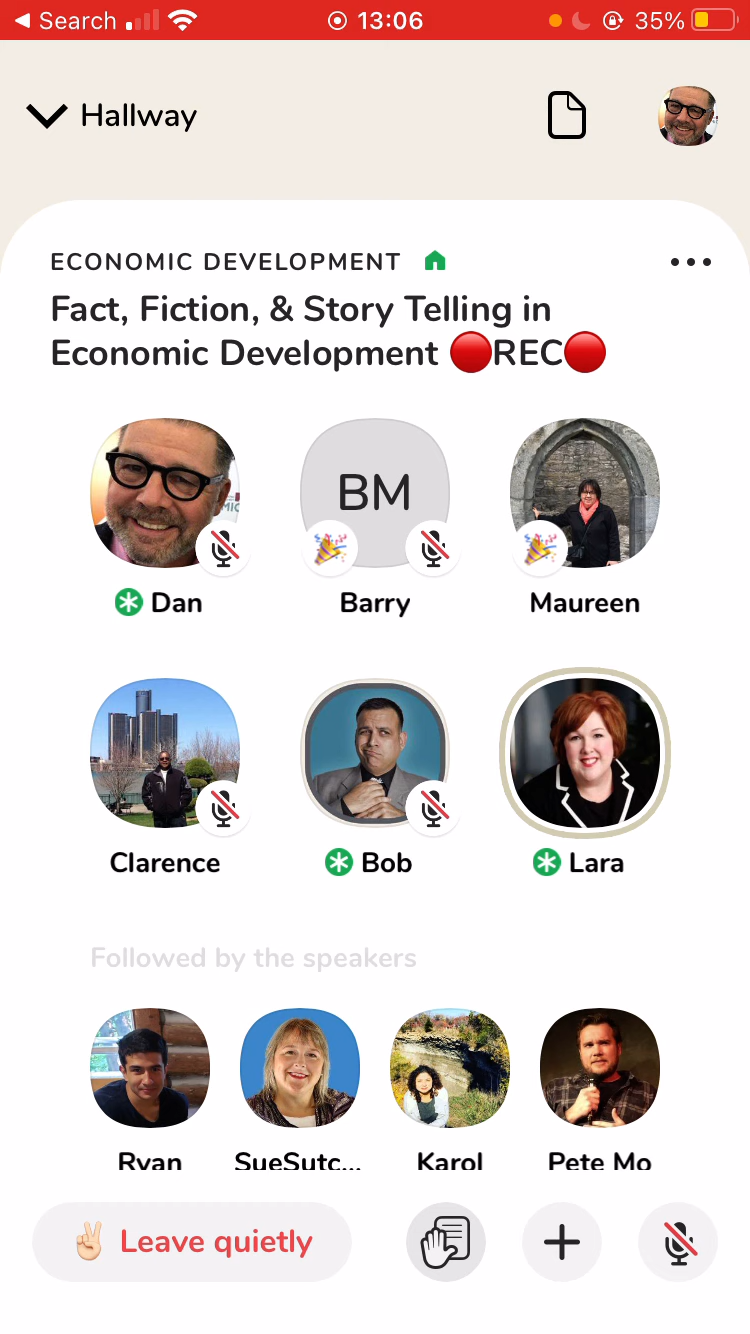 Search 13:06 35%
Hallway
ECONOMIC DEVELOPMENT
Fact, Fiction, & Story Telling in
Economic Development 🔴REC🔴
BM
Dan Barry Maureen
Clarence Bob Lara
Followed by the speakers
Ryan SueSutc... Karol Pete Mo
✌🏻 Leave quietly